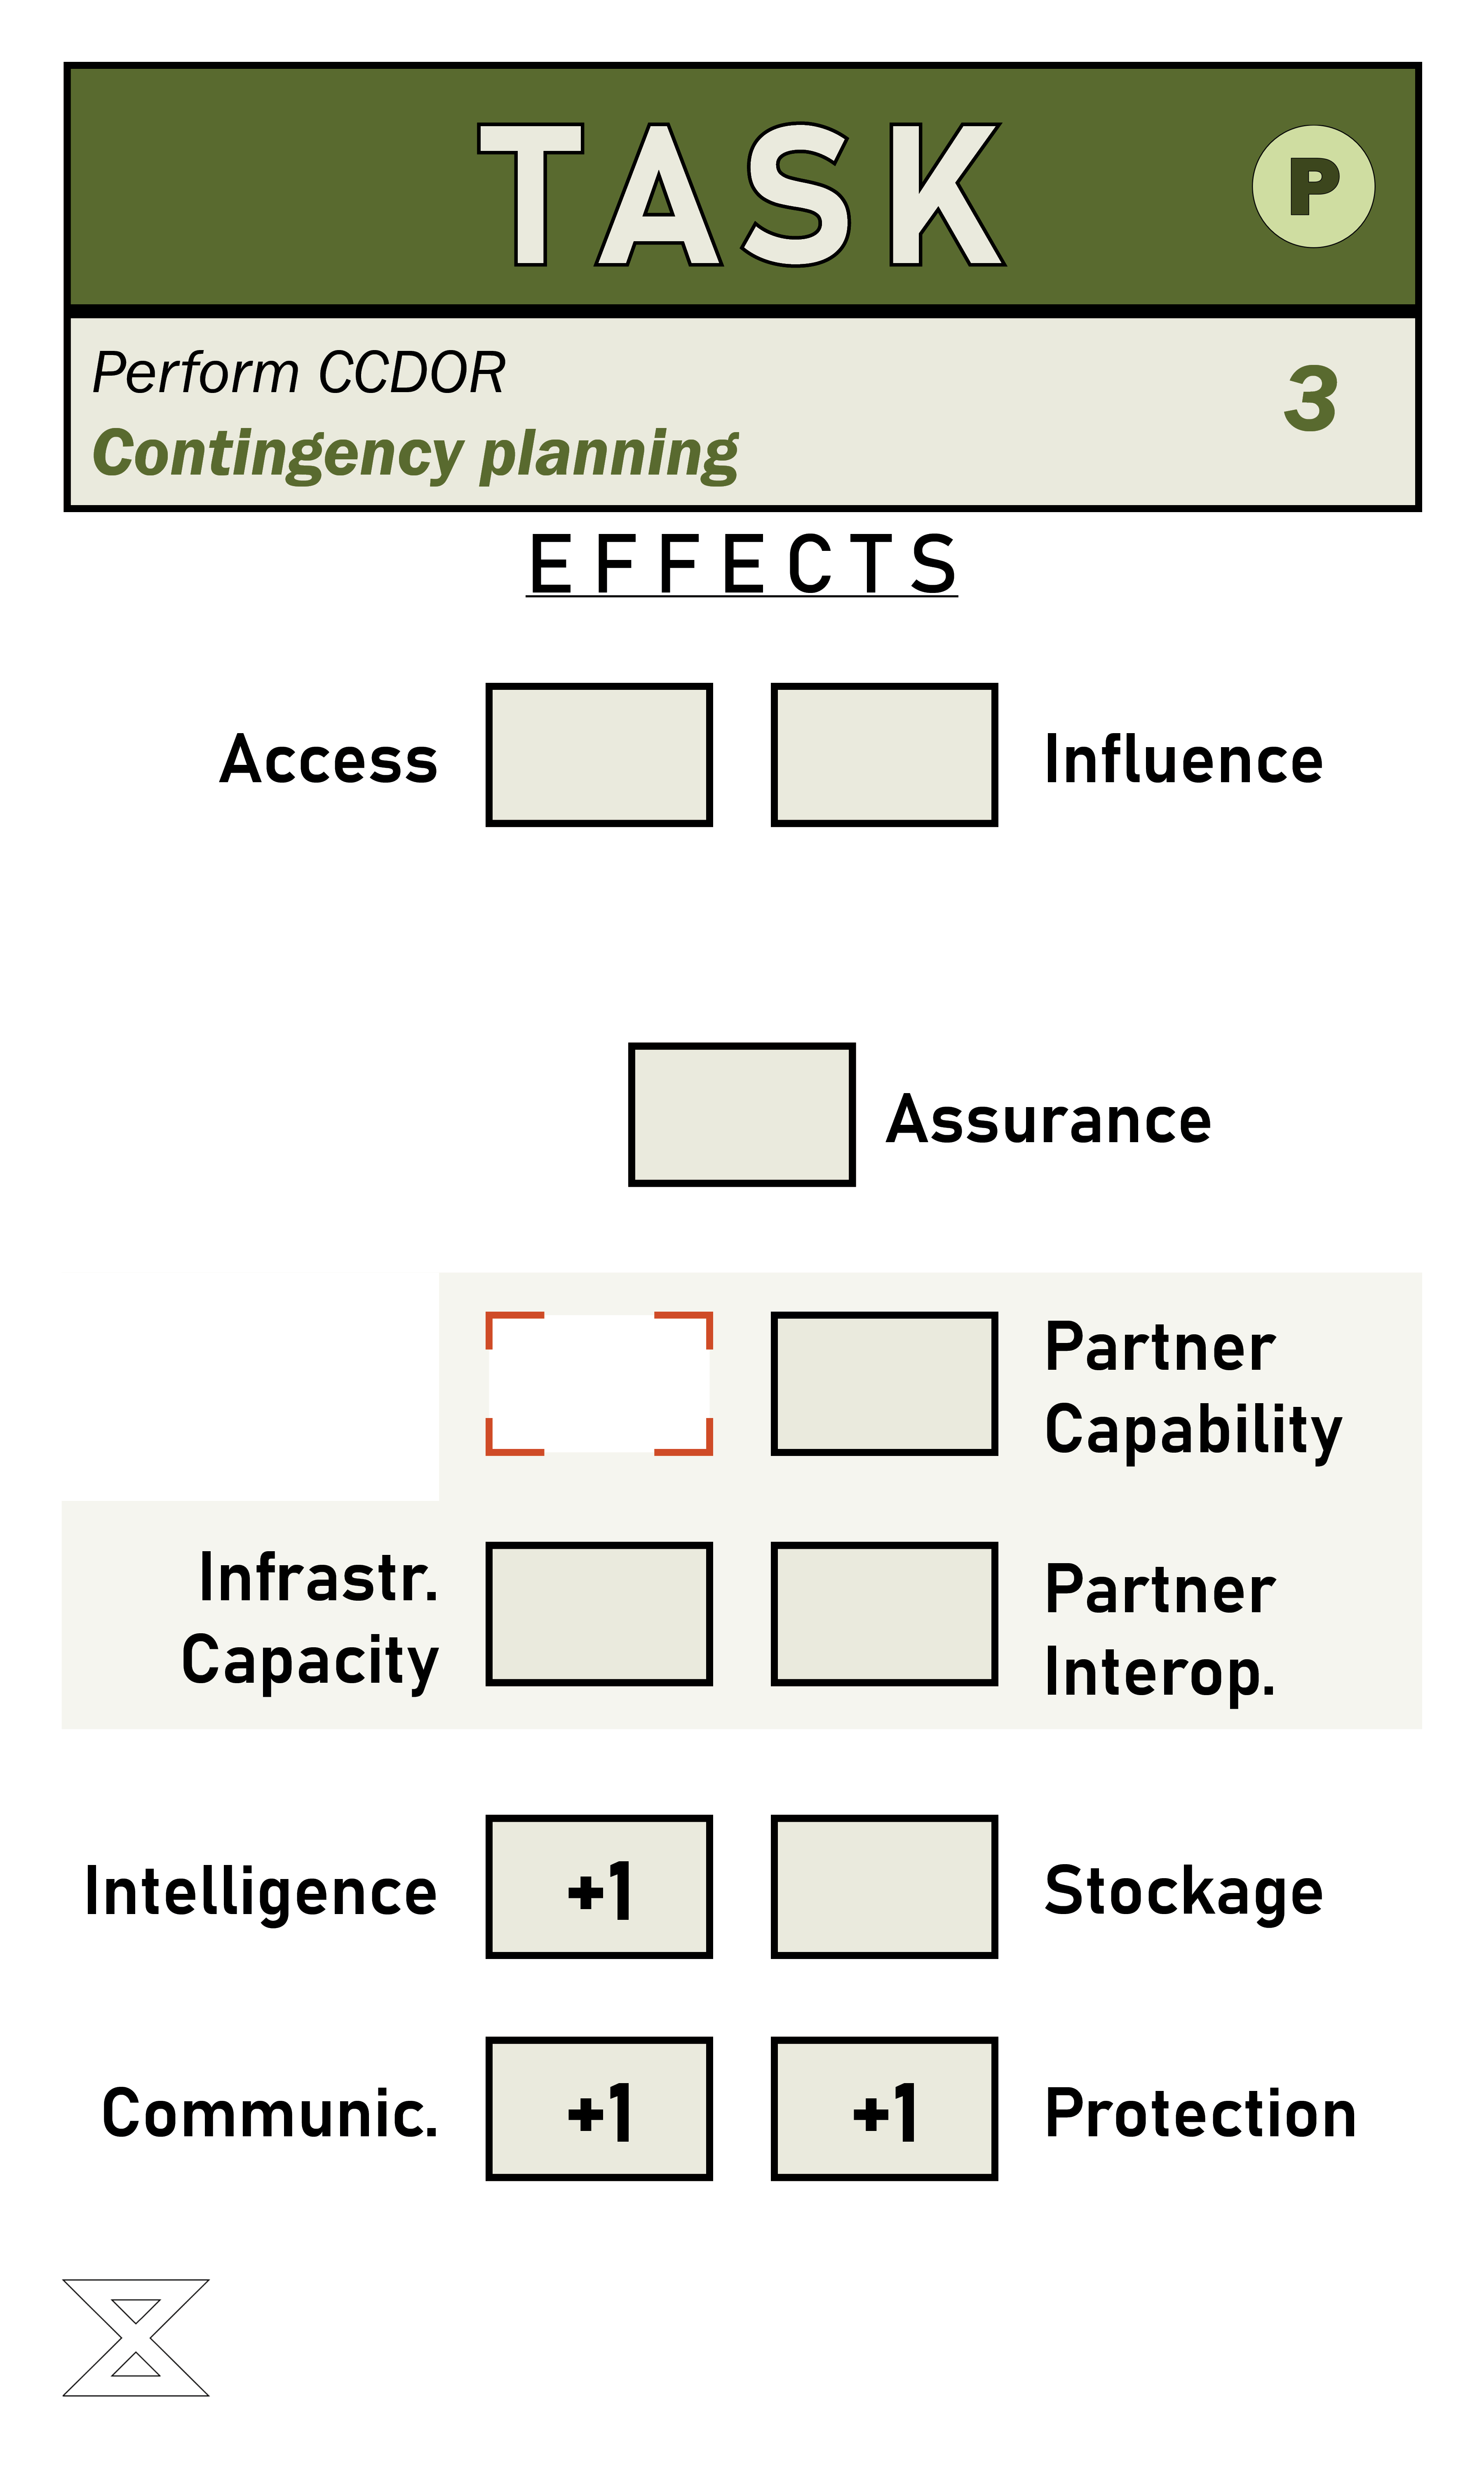 TASK
P
Perform CCDOR
3
Contingency planning
EFFECTS
Access
Influence
Assurance
Partner
Capability
Infrastr.
Capacity
Partner
Interop.
Intelligence
+1
Stockage
Communic.
+1
+1
Protection